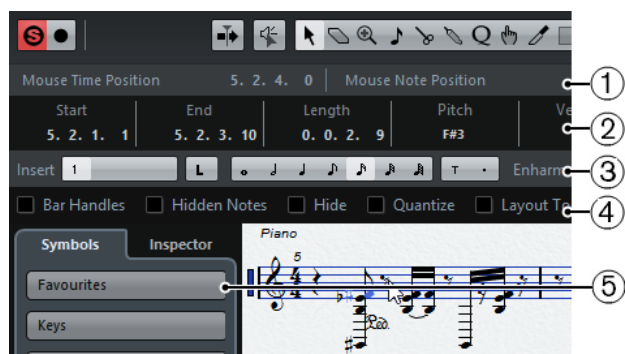 S
Mouse Time Position 5. 2. 4. 0 Mouse Note Position
1
Start End Length Pitch Ve
5. 2. 1. 1 5. 2. 3. 10 0. 0. 2. 9 F#3
2
Insert 1 L T . Enharm
3
Bar Handles Hidden Notes Hide Quantize Layout To
4
Symbols Inspector
Piano
5
Favourites
5
Keys
Ped.